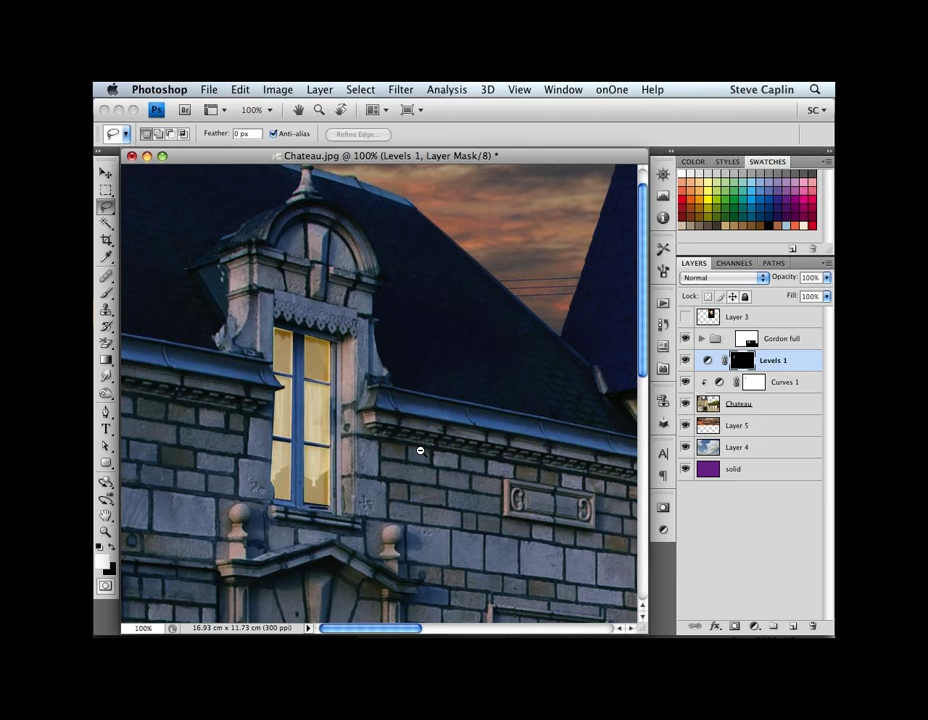 Photoshop File Edit Image Layer Select Filter Analysis 3D View Window onOne Help Steve Caplin
Ps Br 100% SC
Feather: 0 px Anti-alias Refine Edge...
Chateau.jpg @ 100% (Levels 1, Layer Mask/8) *
COLOR STYLES SWATCHES
LAYERS CHANNELS PATHS
Normal Opacity: 100%
Lock: Fill: 100%
Layer 3
Gordon full
Levels 1
Curves 1
Chateau
Layer 5
Layer 4
solid
100% 16.93 cm x 11.73 cm (300 ppi)